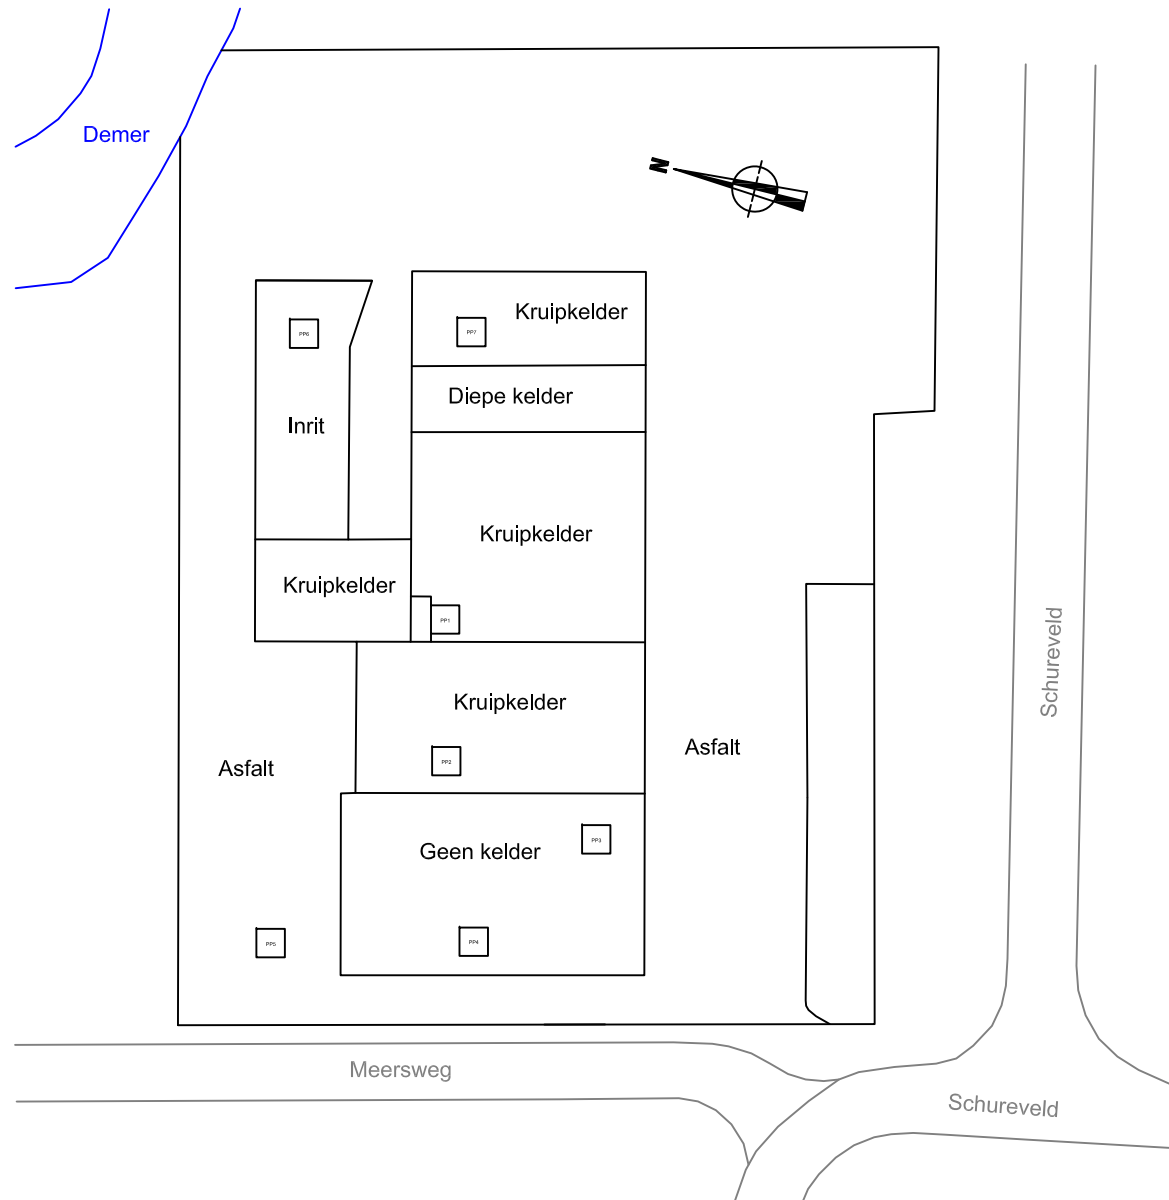 Demer
N
Kruipkelder
PP6
PP7
Diepe kelder
Inrit
Kruipkelder
Kruipkelder
PP1
Schureveld
Kruipkelder
Asfalt
PP2
Asfalt
PP3
Geen kelder
PP5
PP4
Meersweg
Schureveld